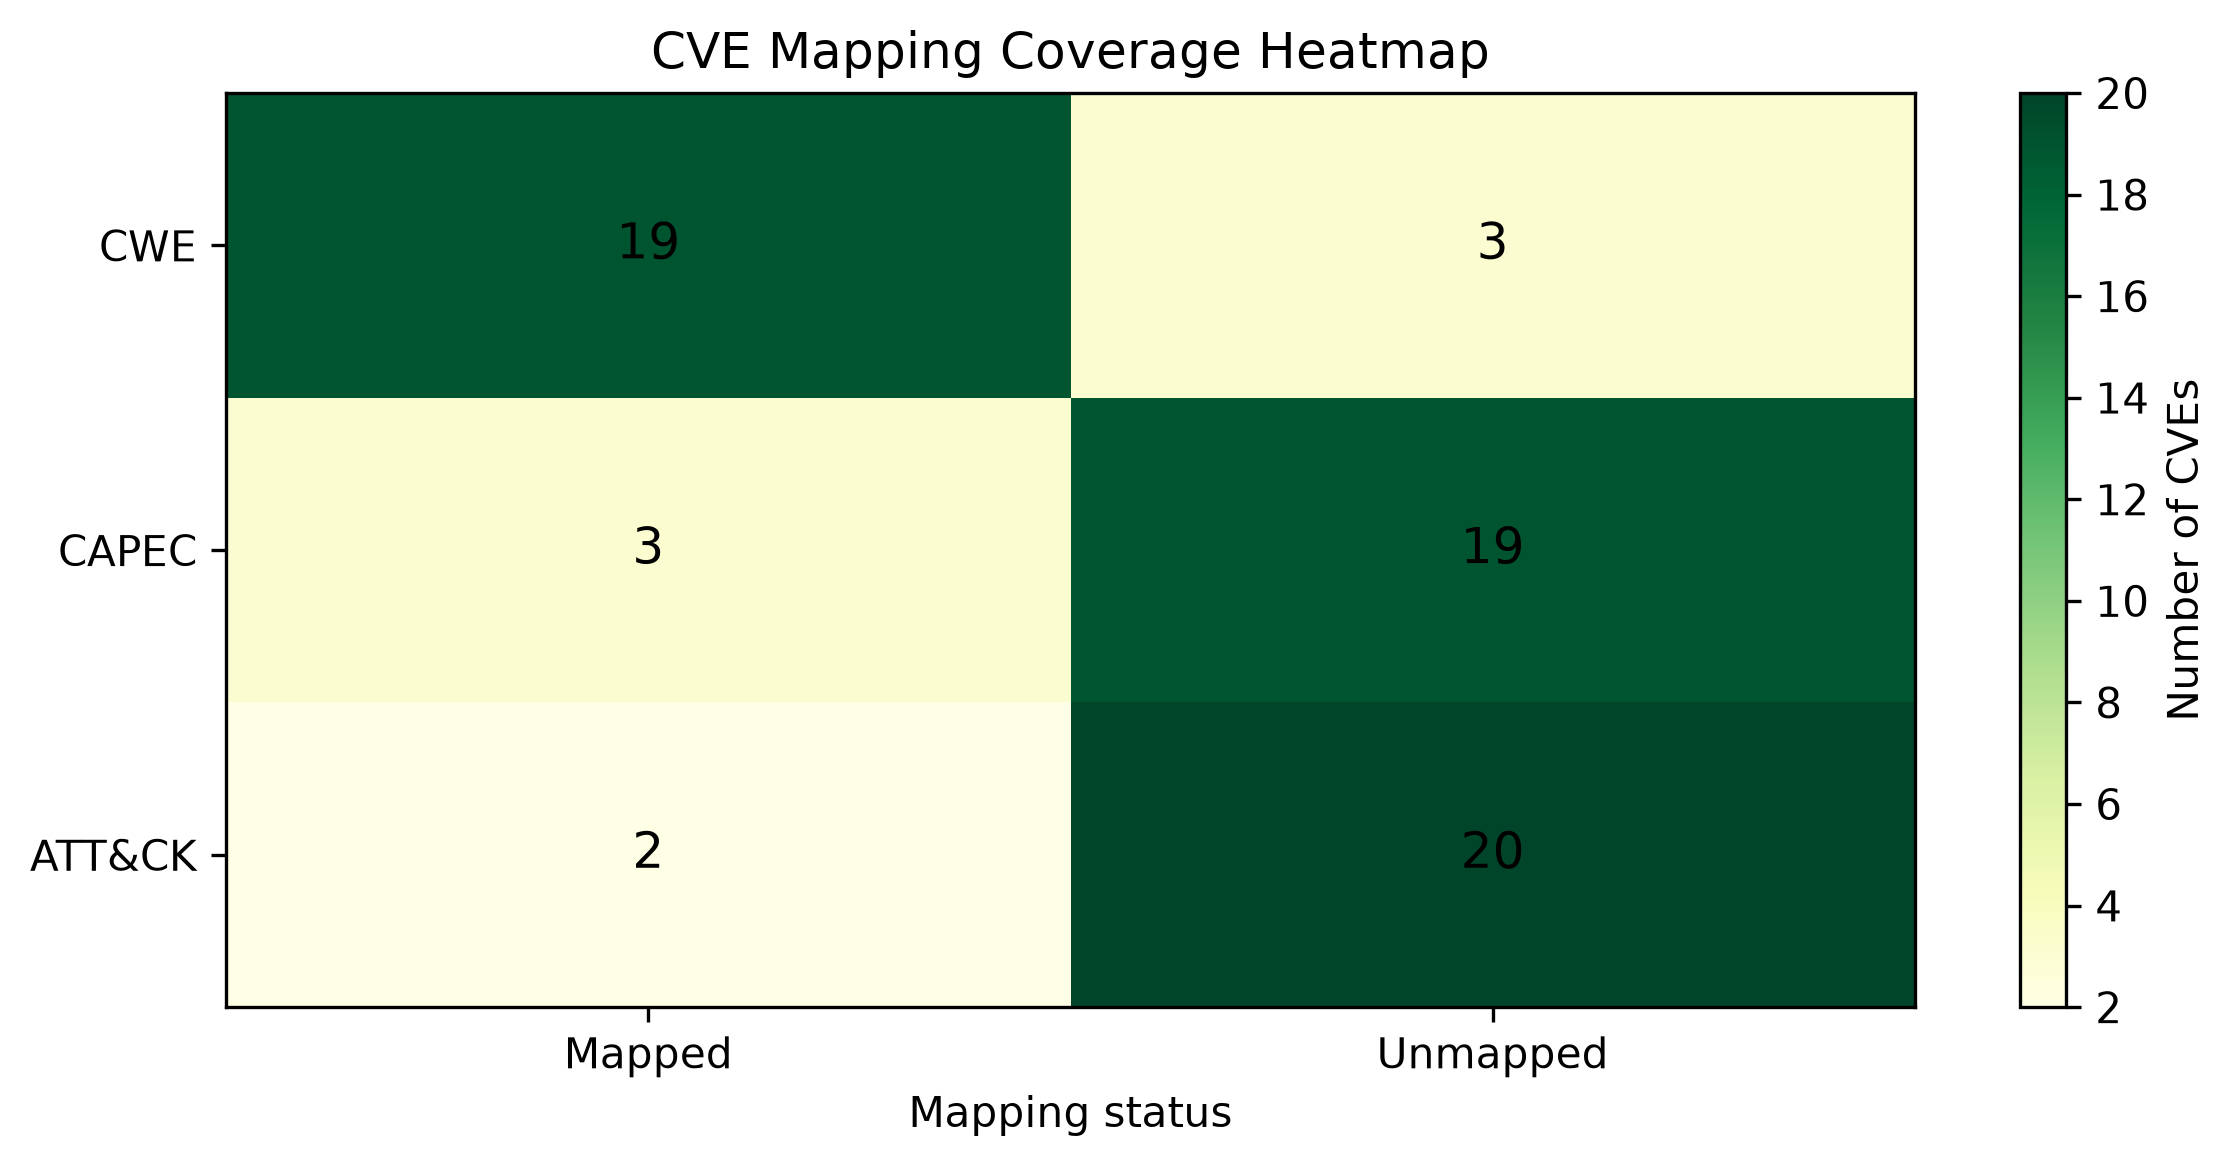 CVE Mapping Coverage Heatmap
CWE
19
3
CAPEC
3
19
ATT&CK
2
20
Mapped
Unmapped
Mapping status
20
18
16
14
12
10
8
6
4
2
Number of CVEs